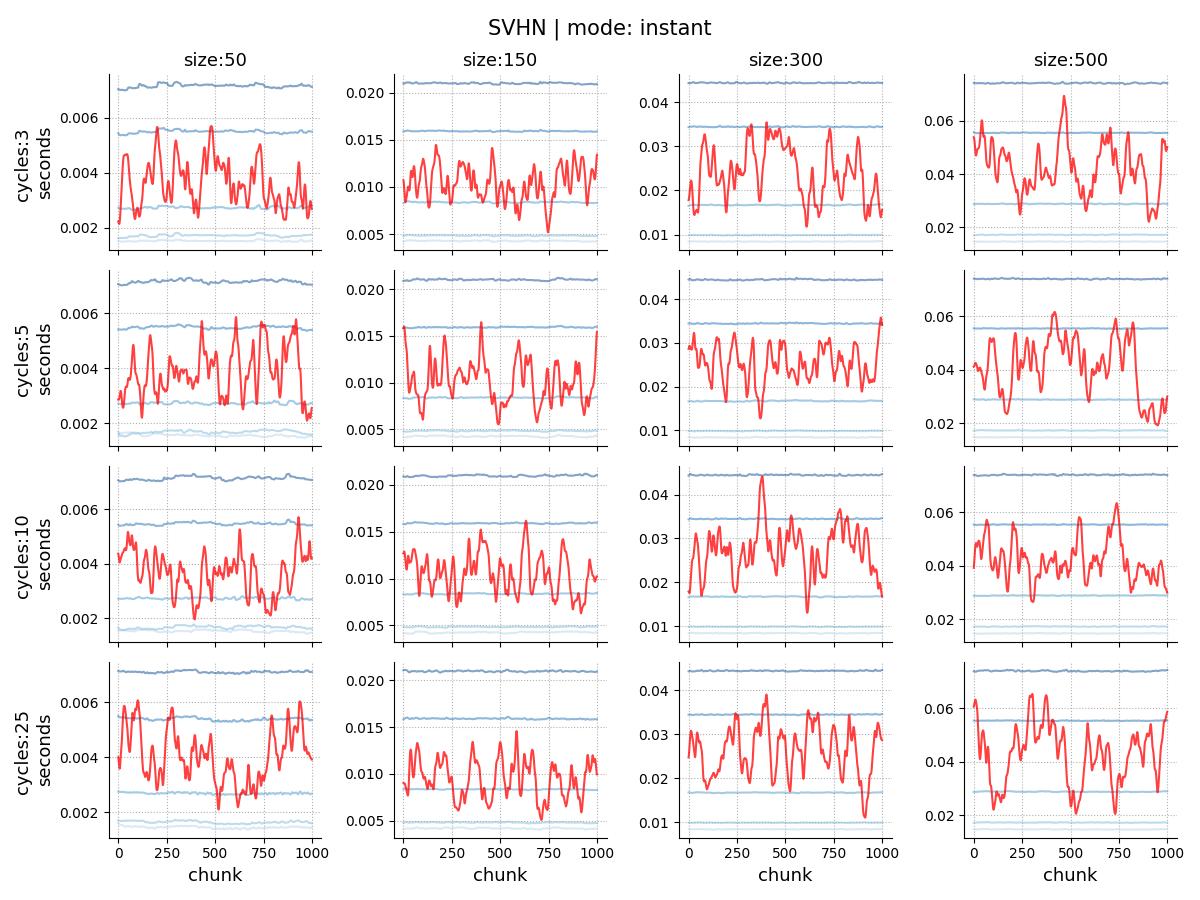 SVHN | mode: instant
size:50 size:150 size:300 size:500
cycles:3
seconds
0.006 0.004 0.002
0.020 0.015 0.010 0.005
0.04 0.03 0.02 0.01
0.06 0.04 0.02
cycles:5
seconds
0.006 0.004 0.002
0.020 0.015 0.010 0.005
0.04 0.03 0.02 0.01
0.06 0.04 0.02
cycles:10
seconds
0.006 0.004 0.002
0.020 0.015 0.010 0.005
0.04 0.03 0.02 0.01
0.06 0.04 0.02
cycles:25
seconds
0.006 0.004 0.002
0.020 0.015 0.010 0.005
0.04 0.03 0.02 0.01
0.06 0.04 0.02
0 250 500 750 1000 0 250 500 750 1000 0 250 500 750 1000 0 250 500 750 1000
chunk chunk chunk chunk